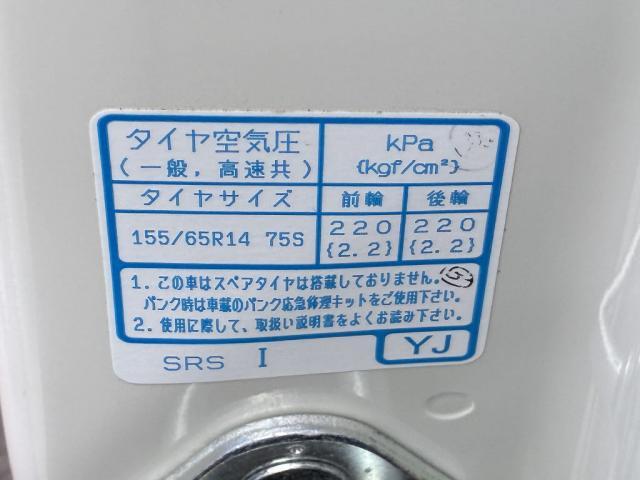 タイヤ空気圧 kPa
(一般,高速共) {kgf/cm²}
タイヤサイズ 前輪 後輪
155/65R14 75S 220 220
{2.2} {2.2}
1. この車はスペアタイヤは搭載しておりません。
パンク時は車載のパンク応急修理キットをご使用下さい。
2. 使用に際して、取扱い説明書をよくお読み下さい。
SRS I YJ